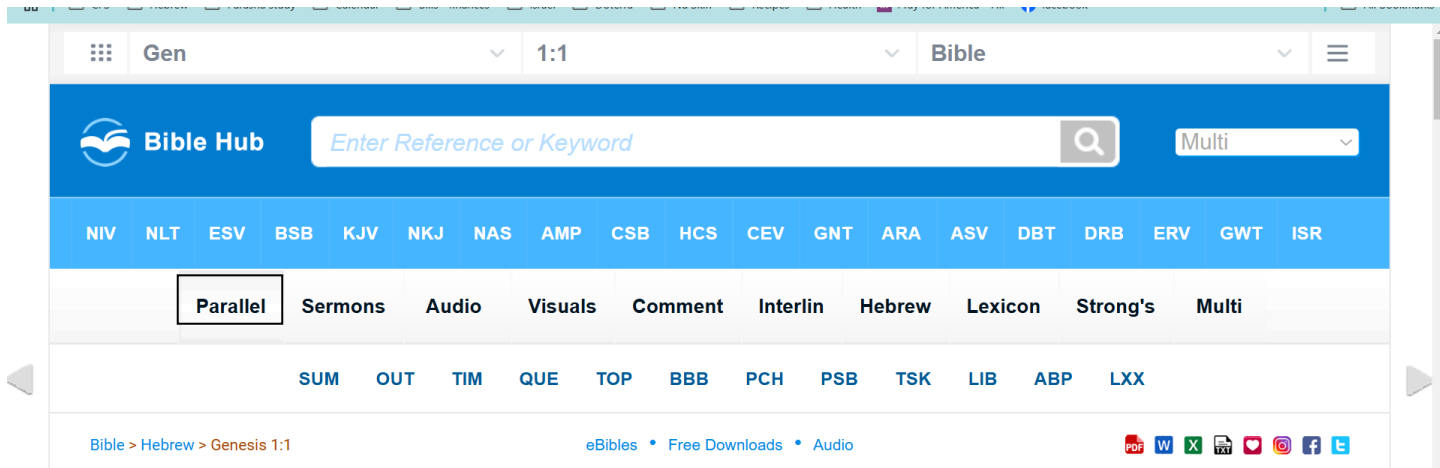 Gen 1:1 Bible
Bible Hub Enter Reference or Keyword Multi
NIV NLT ESV BSB KJV NKJ NAS AMP CSB HCS CEV GNT ARA ASV DBT DRB ERV GWT ISR
Parallel Sermons Audio Visuals Comment Interlin Hebrew Lexicon Strong's Multi
SUM OUT TIM QUE TOP BBB PCH PSB TSK LIB ABP LXX
Bible > Hebrew > Genesis 1:1 eBibles • Free Downloads • Audio PDF W X TXT